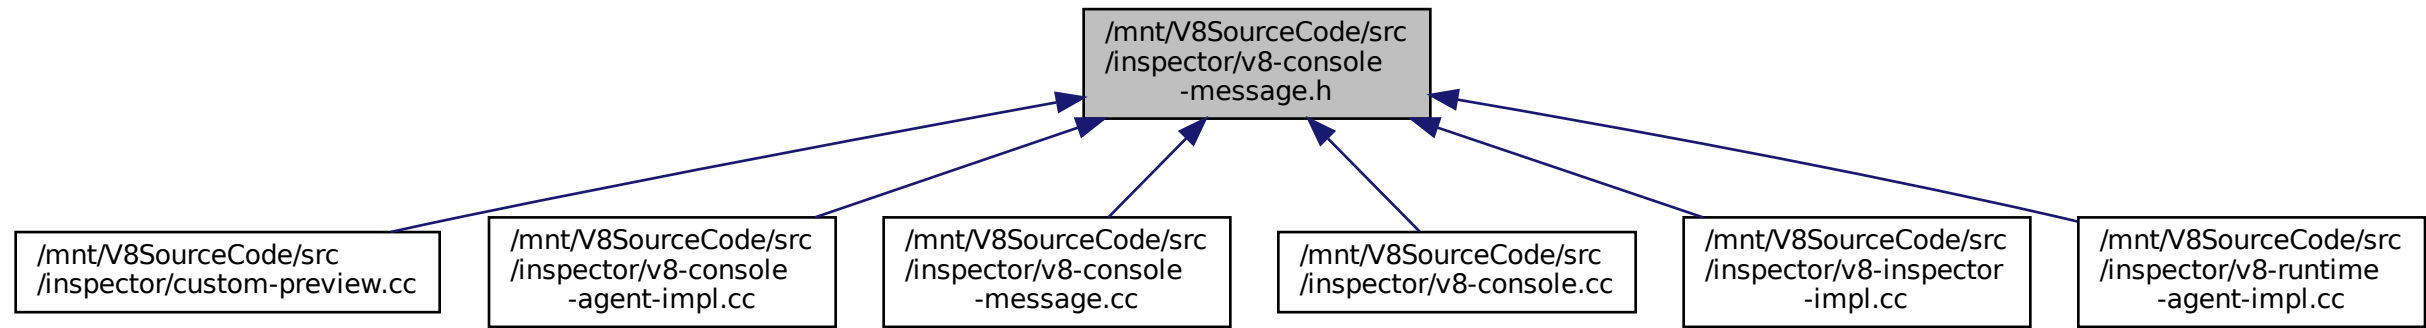 /mnt/V8SourceCode/src
/inspector/v8-console
-message.h
/mnt/V8SourceCode/src
/inspector/custom-preview.cc
/mnt/V8SourceCode/src
/inspector/v8-console
-agent-impl.cc
/mnt/V8SourceCode/src
/inspector/v8-console
-message.cc
/mnt/V8SourceCode/src
/inspector/v8-console.cc
/mnt/V8SourceCode/src
/inspector/v8-inspector
-impl.cc
/mnt/V8SourceCode/src
/inspector/v8-runtime
-agent-impl.cc